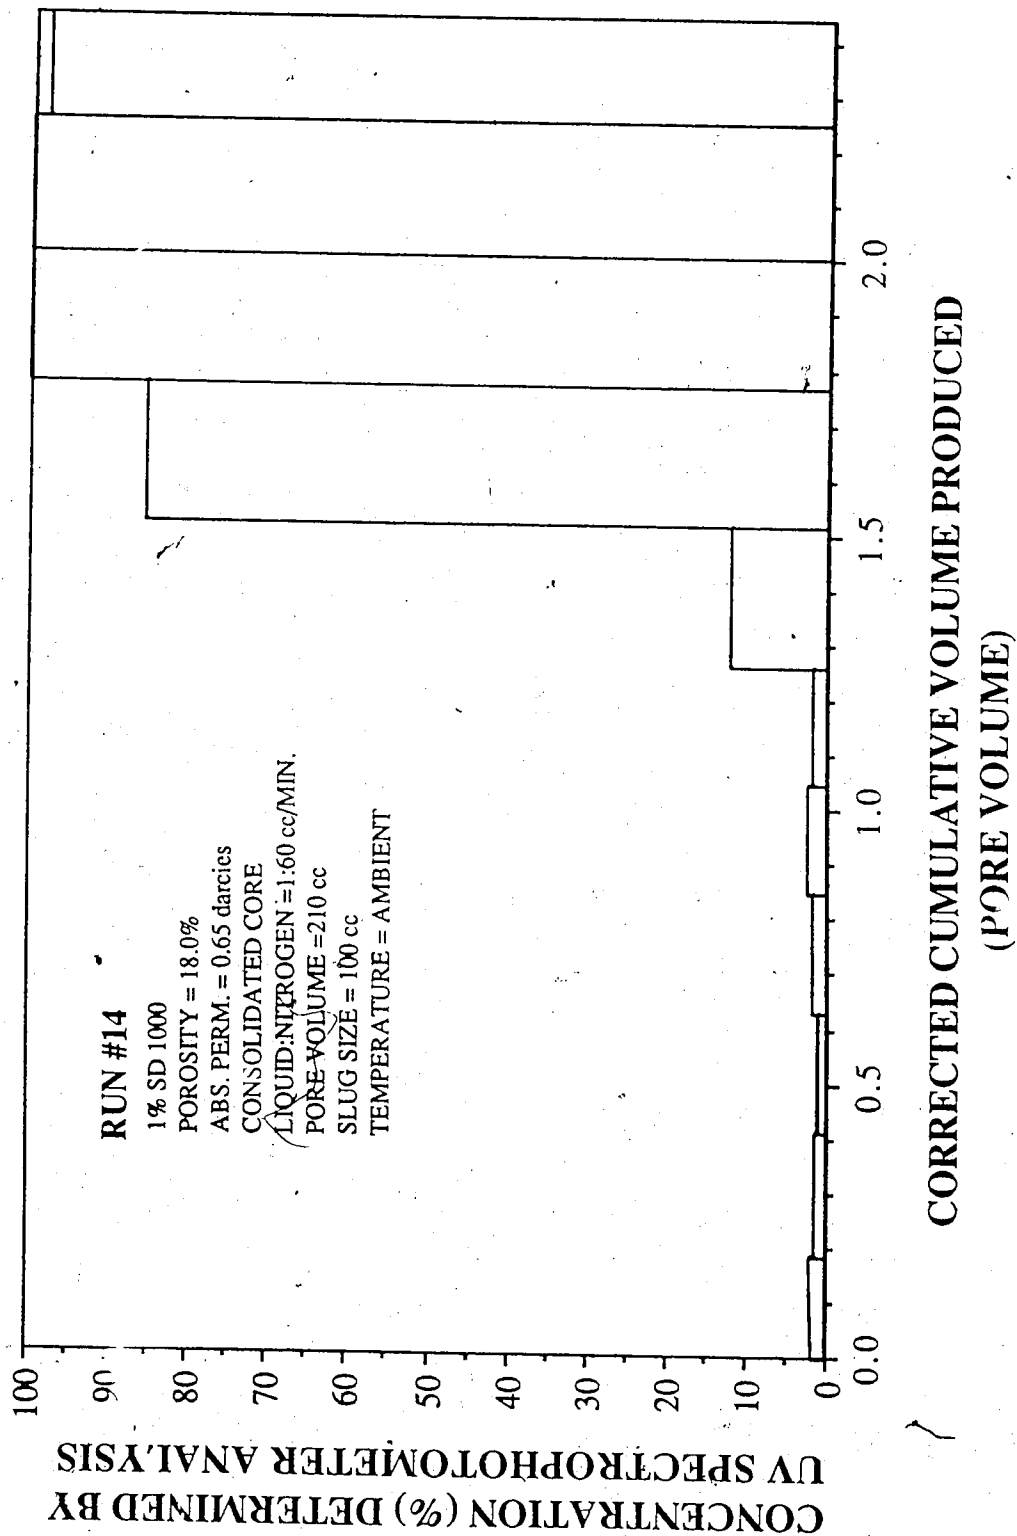 RUN #14
1% SD 1000
POROSITY = 18.0%
ABS. PERM. = 0.65 darcies
CONSOLIDATED CORE
LIQUID:NITROGEN =1:60 cc/MIN.
PORE VOLUME =210 cc
SLUG SIZE = 100 cc
TEMPERATURE = AMBIENT
CONCENTRATION (%) DETERMINED BY
UV SPECTROPHOTOMETER ANALYSIS
100
90
80
70
60
50
40
30
20
10
0
0.0
0.5
1.0
1.5
2.0
CORRECTED CUMULATIVE VOLUME PRODUCED
(PORE VOLUME)